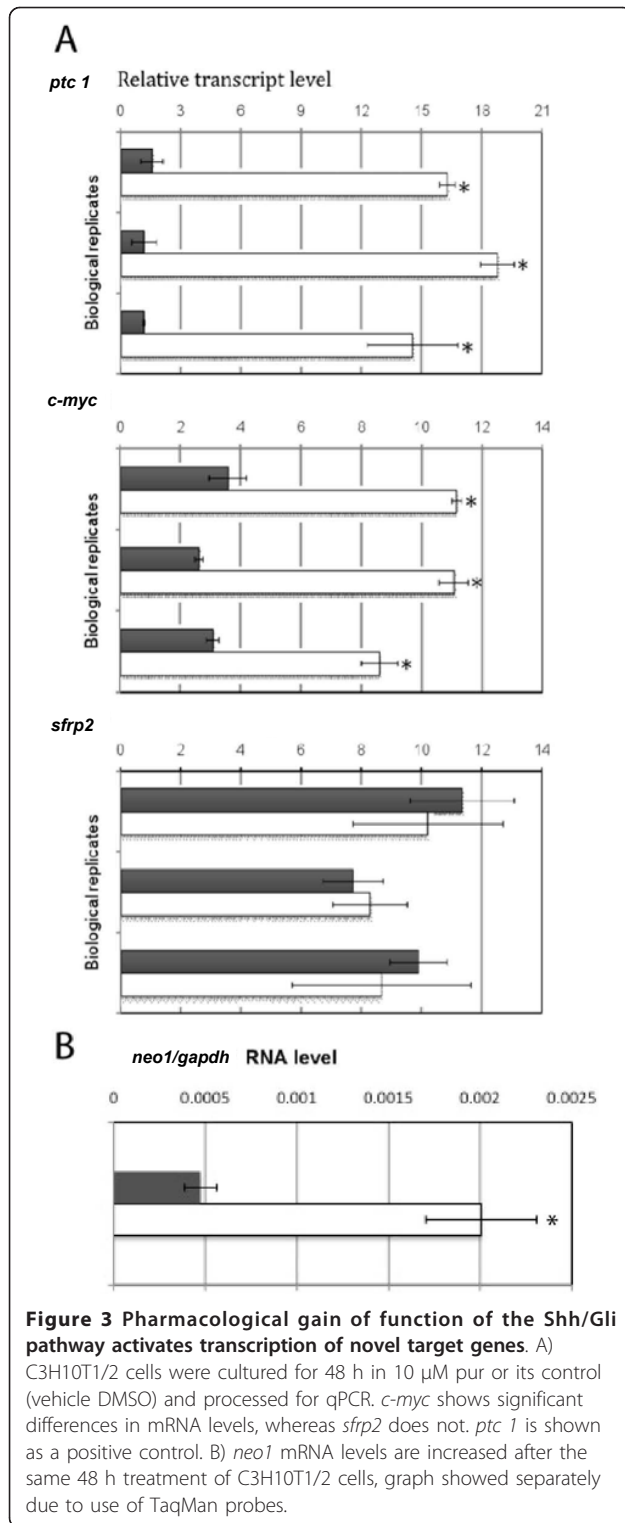 A
ptc 1 Relative transcript level
0 3 6 9 12 15 18 21
Biological replicates
*
*
*
c-myc
0 2 4 6 8 10 12 14
Biological replicates
*
*
*
sfrp2
0 2 4 6 8 10 12 14
Biological replicates
B
neo1/gapdh RNA level
0 0.0005 0.001 0.0015 0.002 0.0025
*
Figure 3 Pharmacological gain of function of the Shh/Gli
pathway activates transcription of novel target genes. A)
C3H10T1/2 cells were cultured for 48 h in 10 μM pur or its control
(vehicle DMSO) and processed for qPCR. c-myc shows significant
differences in mRNA levels, whereas sfrp2 does not. ptc 1 is shown
as a positive control. B) neo1 mRNA levels are increased after the
same 48 h treatment of C3H10T1/2 cells, graph showed separately
due to use of TaqMan probes.